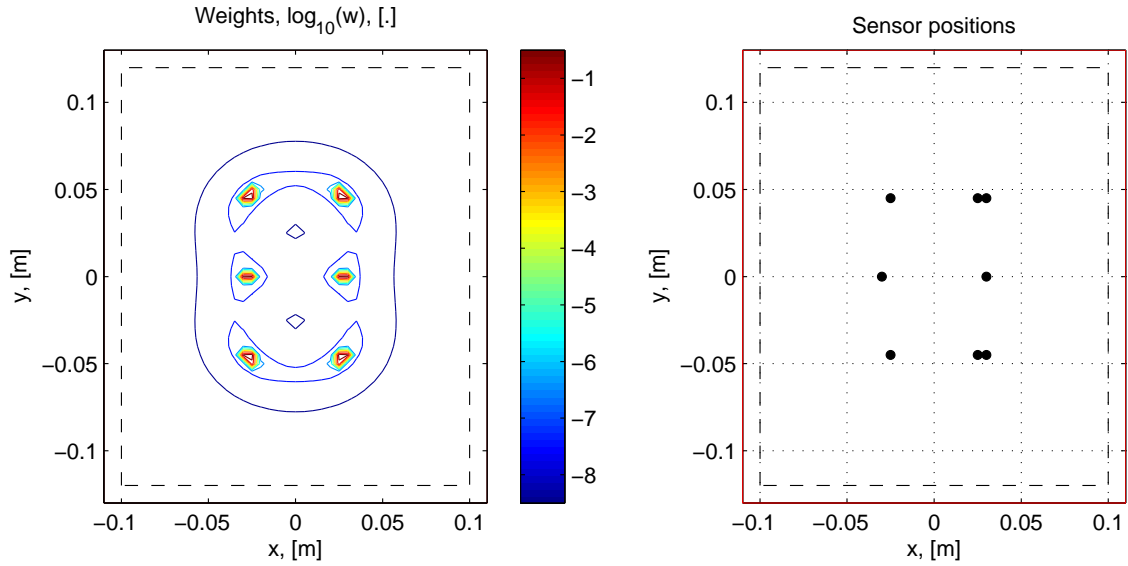 Weights, log10(w), [.]
0.1
0.05
0
−0.05
−0.1
y, [m]
−0.1 −0.05 0 0.05 0.1
x, [m]
−1
−2
−3
−4
−5
−6
−7
−8
Sensor positions
0.1
0.05
0
−0.05
−0.1
y, [m]
−0.1 −0.05 0 0.05 0.1
x, [m]